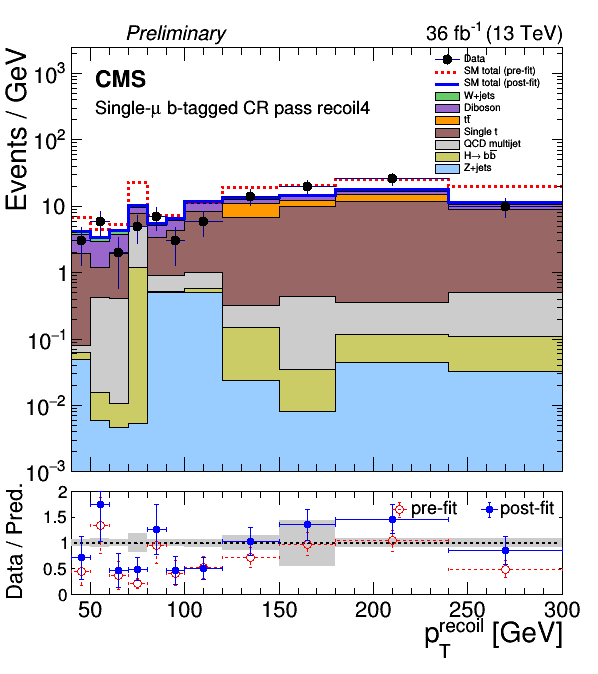 Preliminary 36 fb⁻¹ (13 TeV)
CMS
Single-μ b-tagged CR pass recoil4
Data
SM total (pre-fit)
SM total (post-fit)
W+jets
Diboson
tt̅
Single t
QCD multijet
H→ bb̅
Z+jets
Events / GeV
10³
10²
10
1
10⁻¹
10⁻²
10⁻³
pre-fit post-fit
Data / Pred.
2
1.5
1
0.5
0
50 100 150 200 250 300
p_T^recoil [GeV]